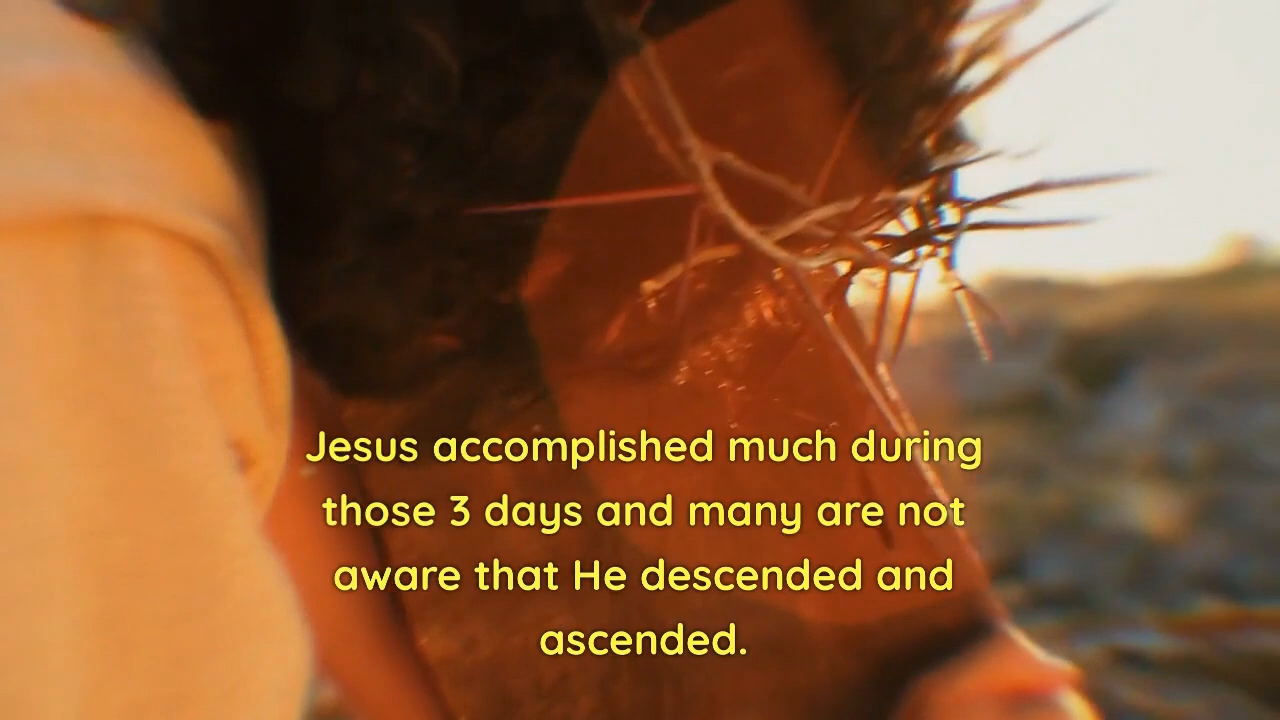 Jesus accomplished much during
those 3 days and many are not
aware that He descended and
ascended.